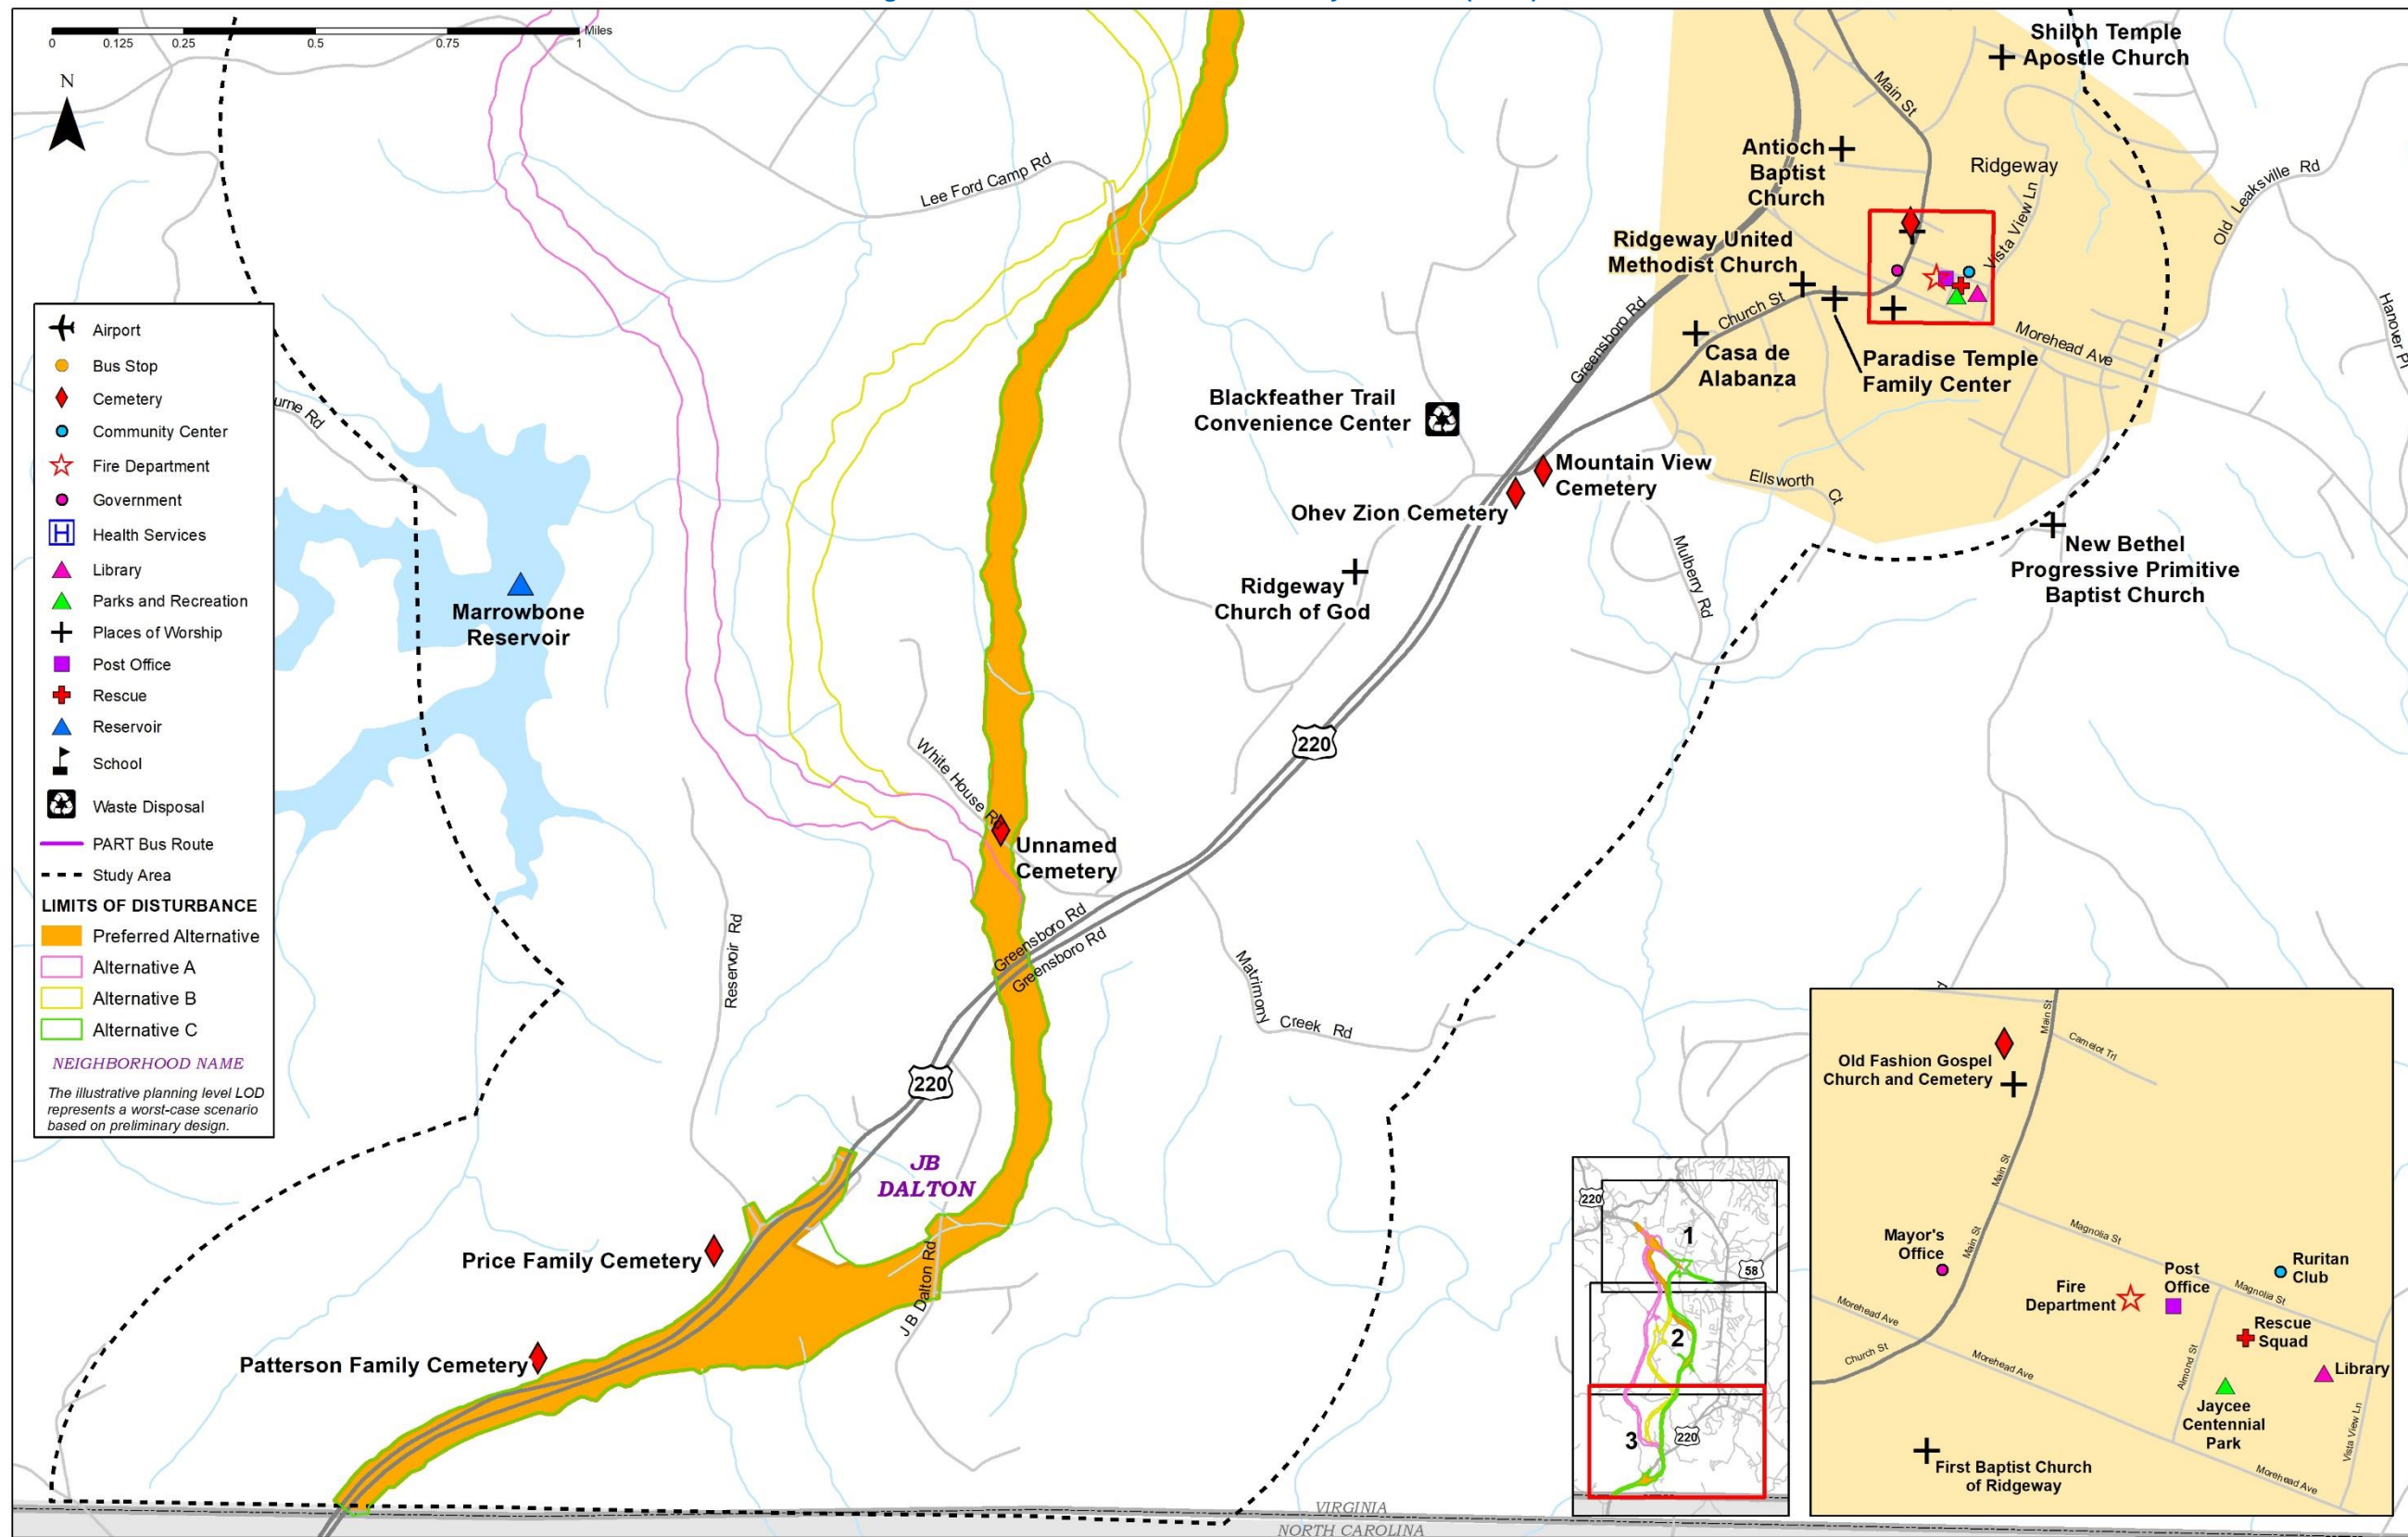 0
0.125
0.25
0.5
0.75
1
Miles
N
Shiloh Temple
Apostle Church
Main St
Antioch
Baptist
Church
Ridgeway
Old Leaksville Rd
Vista View Ln
Lee Ford Camp Rd
Ridgeway United
Methodist Church
Church St
Greensboro Rd
Morehead Ave
Casa de
Alabanza
Paradise Temple
Family Center
Blackfeather Trail
Convenience Center
Mountain View
Cemetery
Ohev Zion Cemetery
Ellsworth Ct
Mulberry Rd
New Bethel
Progressive Primitive
Baptist Church
Ridgeway
Church of God
Marrowbone
Reservoir
220
White House Rd
Unnamed
Cemetery
Greensboro Rd
Greensboro Rd
Reservoir Rd
Matrimony Creek Rd
220
JB
DALTON
Price Family Cemetery
J B Dalton Rd
Patterson Family Cemetery
VIRGINIA
NORTH CAROLINA
Airport
Bus Stop
Cemetery
Community Center
Fire Department
Government
H
Health Services
Library
Parks and Recreation
Places of Worship
Post Office
Rescue
Reservoir
School
Waste Disposal
PART Bus Route
Study Area
LIMITS OF DISTURBANCE
Preferred Alternative
Alternative A
Alternative B
Alternative C
NEIGHBORHOOD NAME
The illustrative planning level LOD
represents a worst-case scenario
based on preliminary design.
220
1
58
2
3
220
Main St
Camelot Trl
Old Fashion Gospel
Church and Cemetery
Main St
Magnolia St
Mayor's
Office
Main St
Post
Office
Ruritan
Club
Fire
Department
Magnolia St
Morehead Ave
Rescue
Squad
Church St
Morehead Ave
Almond St
Library
Jaycee
Centennial
Park
Vista View Ln
First Baptist Church
of Ridgeway
Morehead Ave